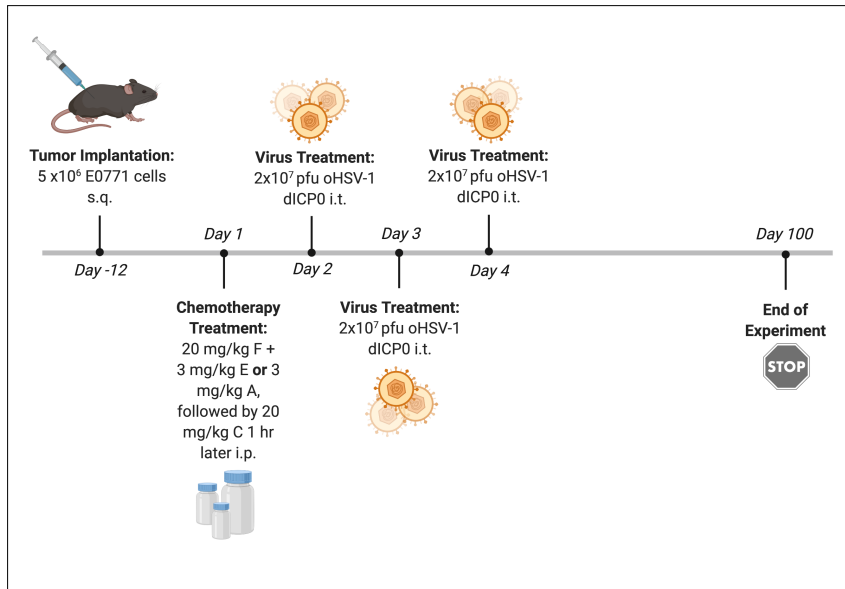 Tumor Implantation:
5 x10⁶ E0771 cells
s.q.
Virus Treatment:
2x10⁷ pfu oHSV-1
dICP0 i.t.
Virus Treatment:
2x10⁷ pfu oHSV-1
dICP0 i.t.
Day -12
Day 1
Day 2
Day 3
Day 4
Day 100
Chemotherapy
Treatment:
20 mg/kg F +
3 mg/kg E or 3
mg/kg A,
followed by 20
mg/kg C 1 hr
later i.p.
Virus Treatment:
2x10⁷ pfu oHSV-1
dICP0 i.t.
End of
Experiment
STOP